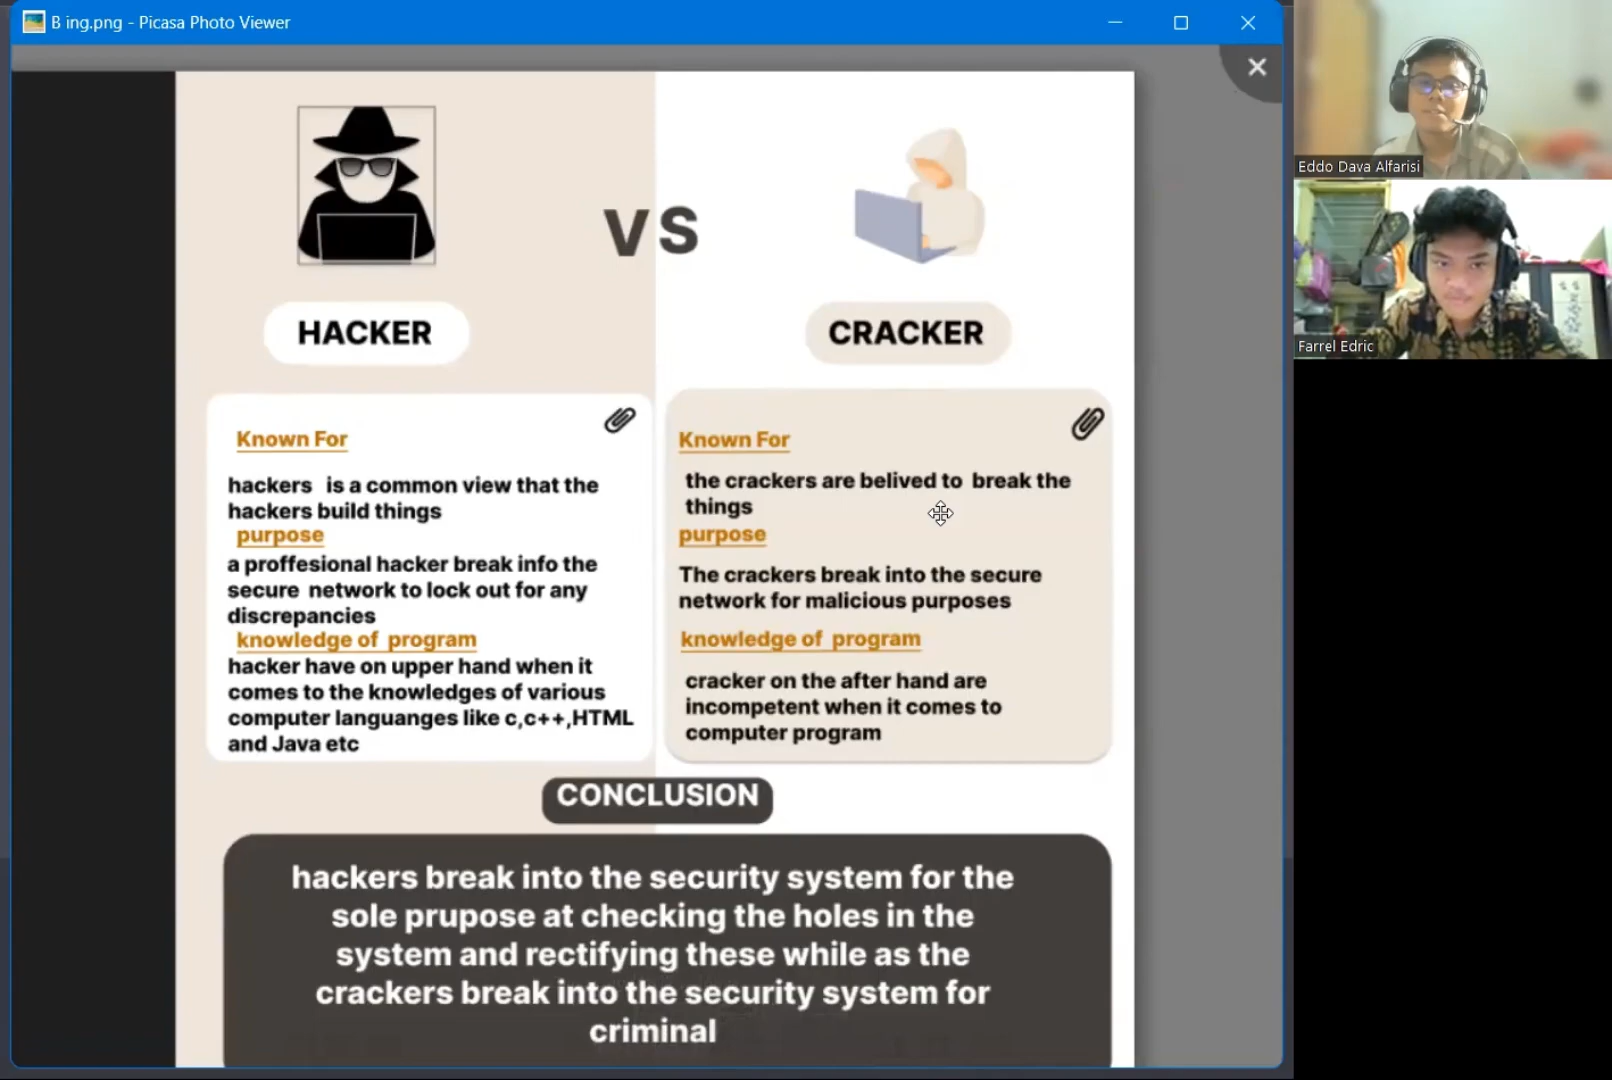 B ing.png - Picasa Photo Viewer
Eddo Dava Alfarisi
Farrel Edric
VS
HACKER
CRACKER
Known For
hackers is a common view that the
hackers build things
purpose
a proffesional hacker break info the
secure network to lock out for any
discrepancies
knowledge of program
hacker have on upper hand when it
comes to the knowledges of various
computer languanges like c,c++,HTML
and Java etc
Known For
the crackers are belived to break the
things
purpose
The crackers break into the secure
network for malicious purposes
knowledge of program
cracker on the after hand are
incompetent when it comes to
computer program
CONCLUSION
hackers break into the security system for the
sole prupose at checking the holes in the
system and rectifying these while as the
crackers break into the security system for
criminal